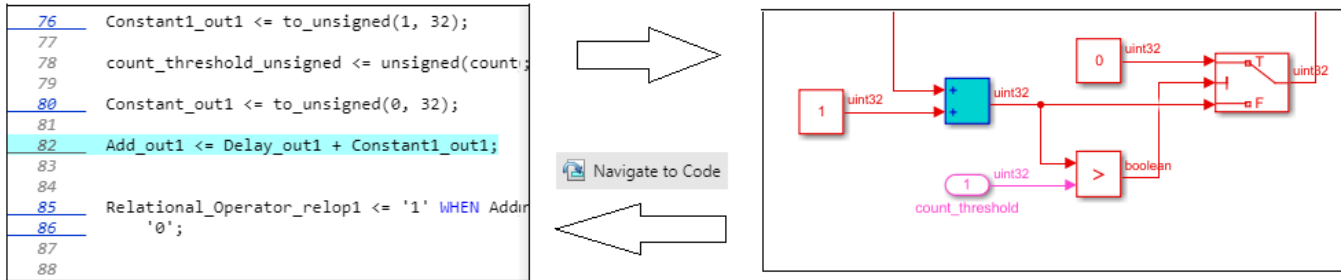 76 Constant1_out1 <= to_unsigned(1, 32);
77
78 count_threshold_unsigned <= unsigned(count;
79
80 Constant_out1 <= to_unsigned(0, 32);
81
82 Add_out1 <= Delay_out1 + Constant1_out1;
83
84
85 Relational_Operator_relop1 <= '1' WHEN Add
86 '0';
87
88
Navigate to Code
1
uint32
+
+
uint32
0
uint32
T
F
uint32
1
uint32
count_threshold
>
boolean